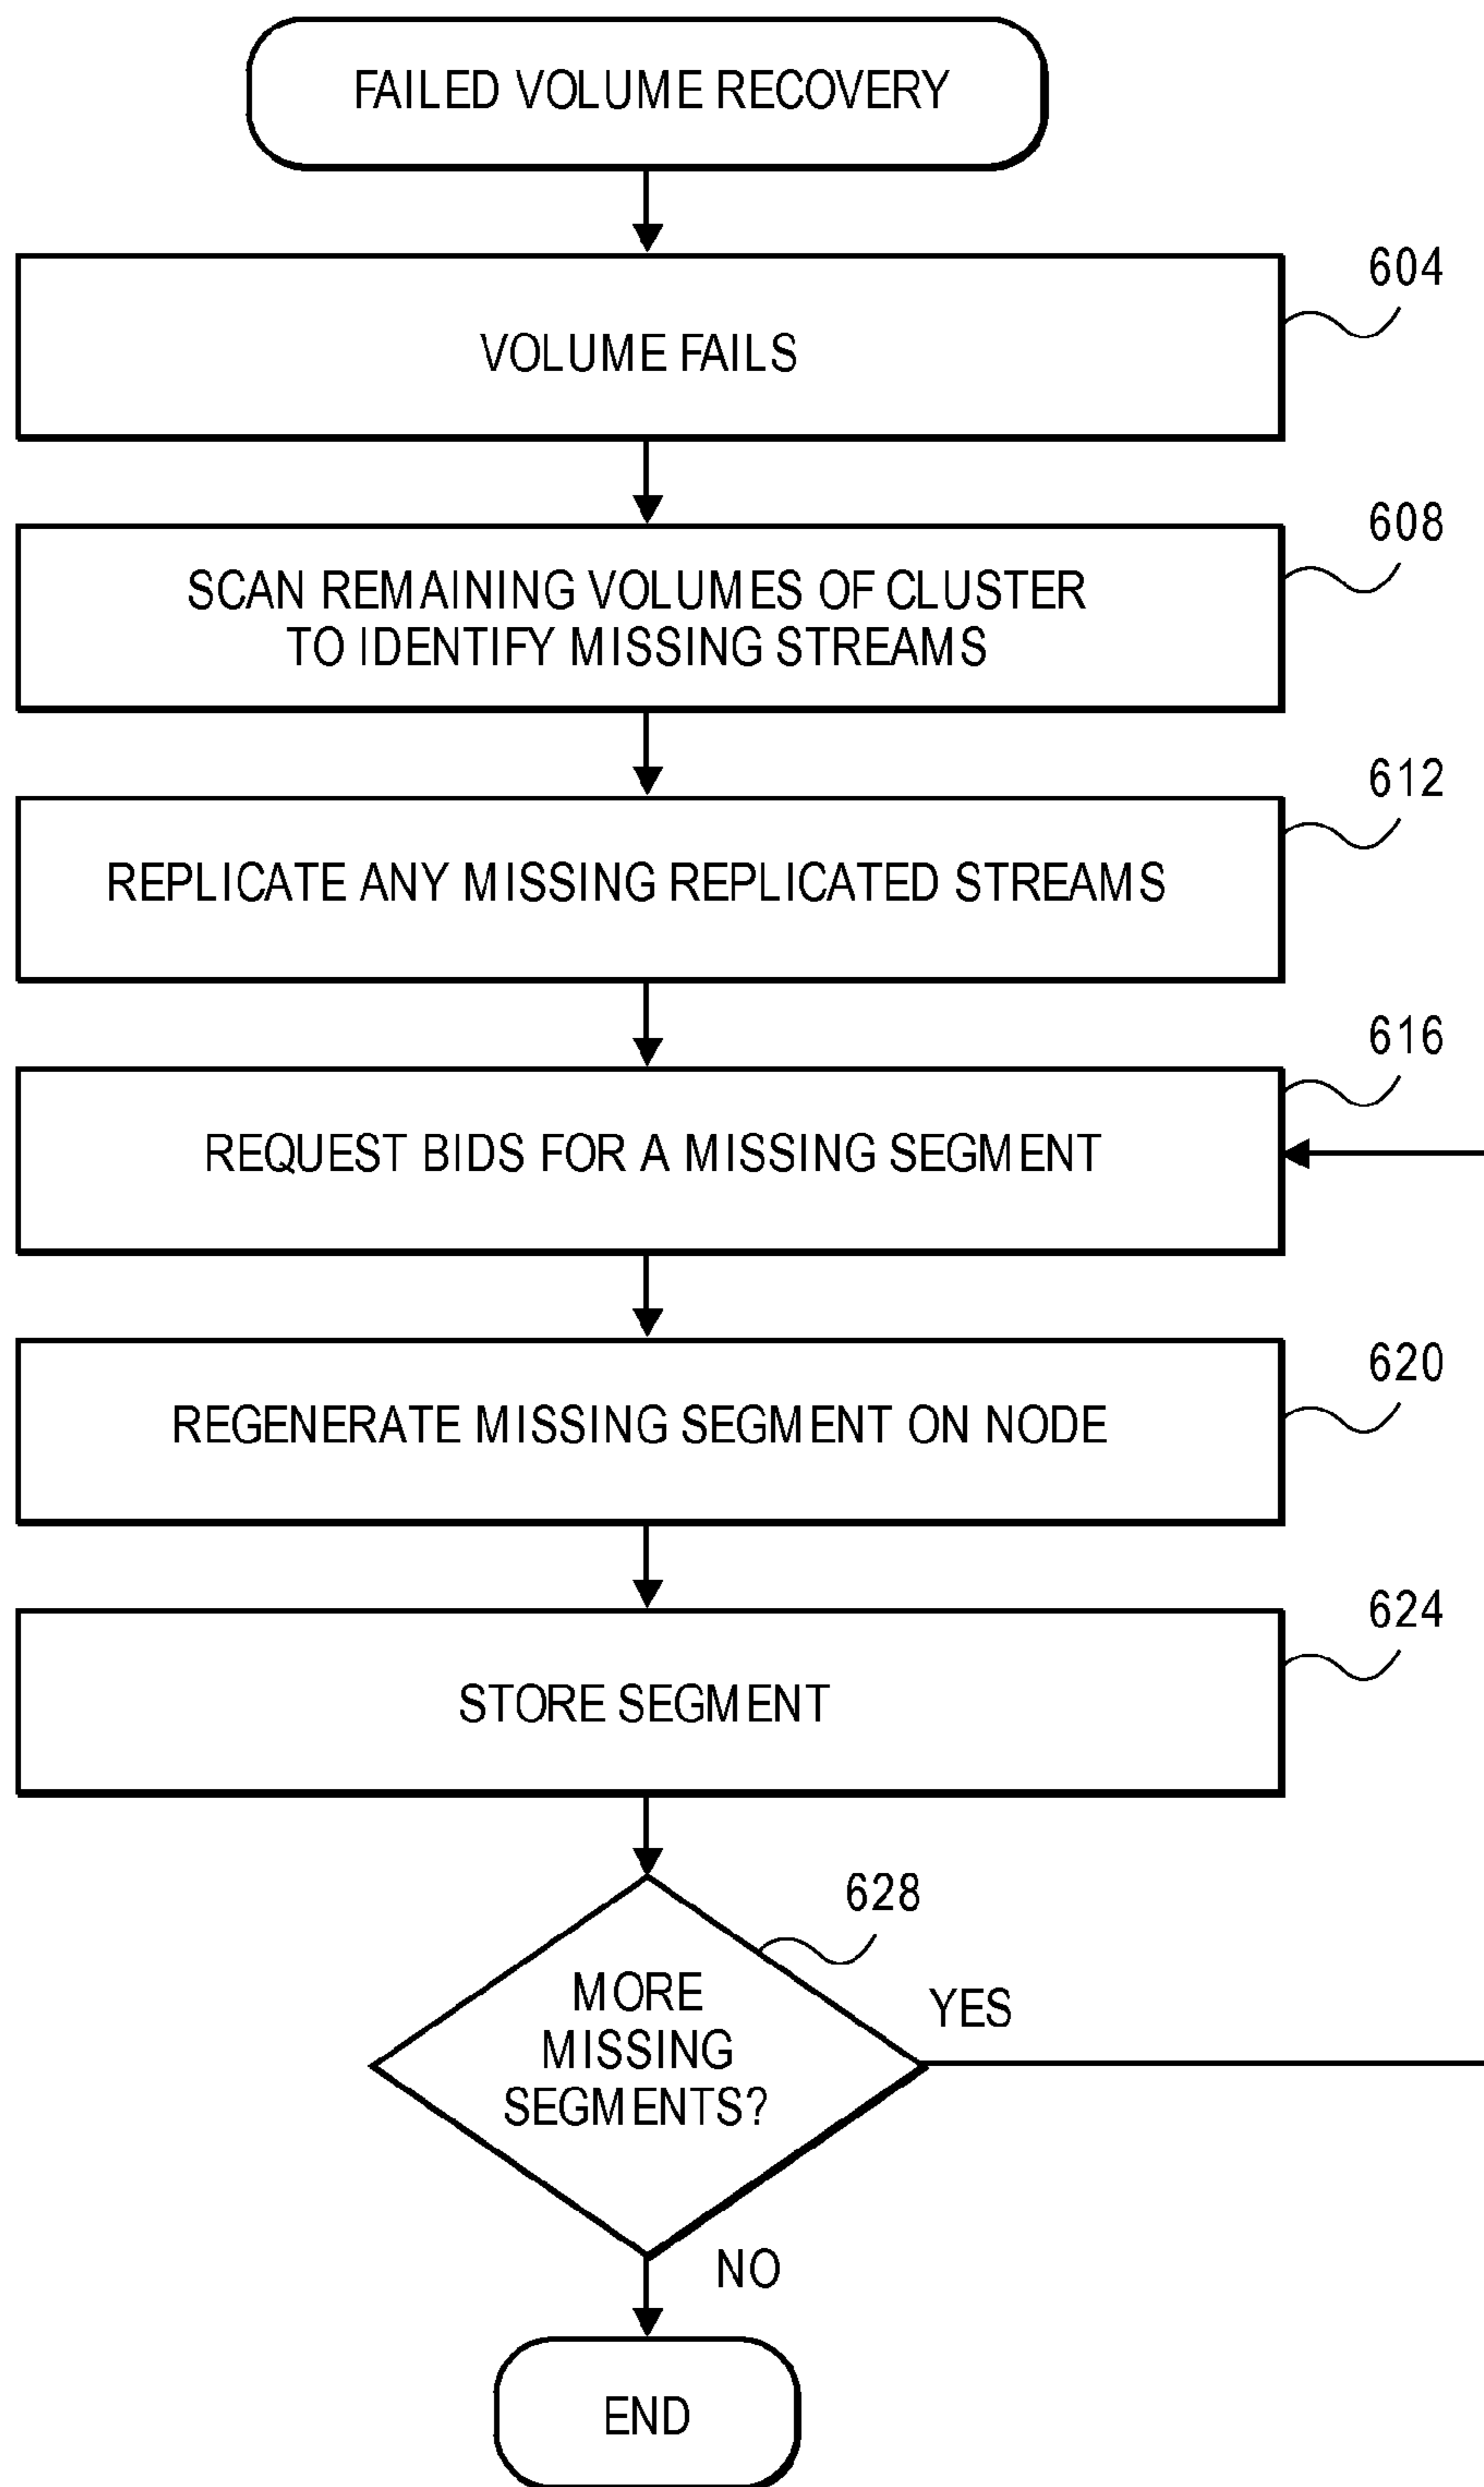 FAILED VOLUME RECOVERY
604
VOLUME FAILS
608
SCAN REMAINING VOLUMES OF CLUSTER
TO IDENTIFY MISSING STREAMS
612
REPLICATE ANY MISSING REPLICATED STREAMS
616
REQUEST BIDS FOR A MISSING SEGMENT
620
REGENERATE MISSING SEGMENT ON NODE
624
STORE SEGMENT
628
MORE
MISSING
SEGMENTS?
YES
NO
END